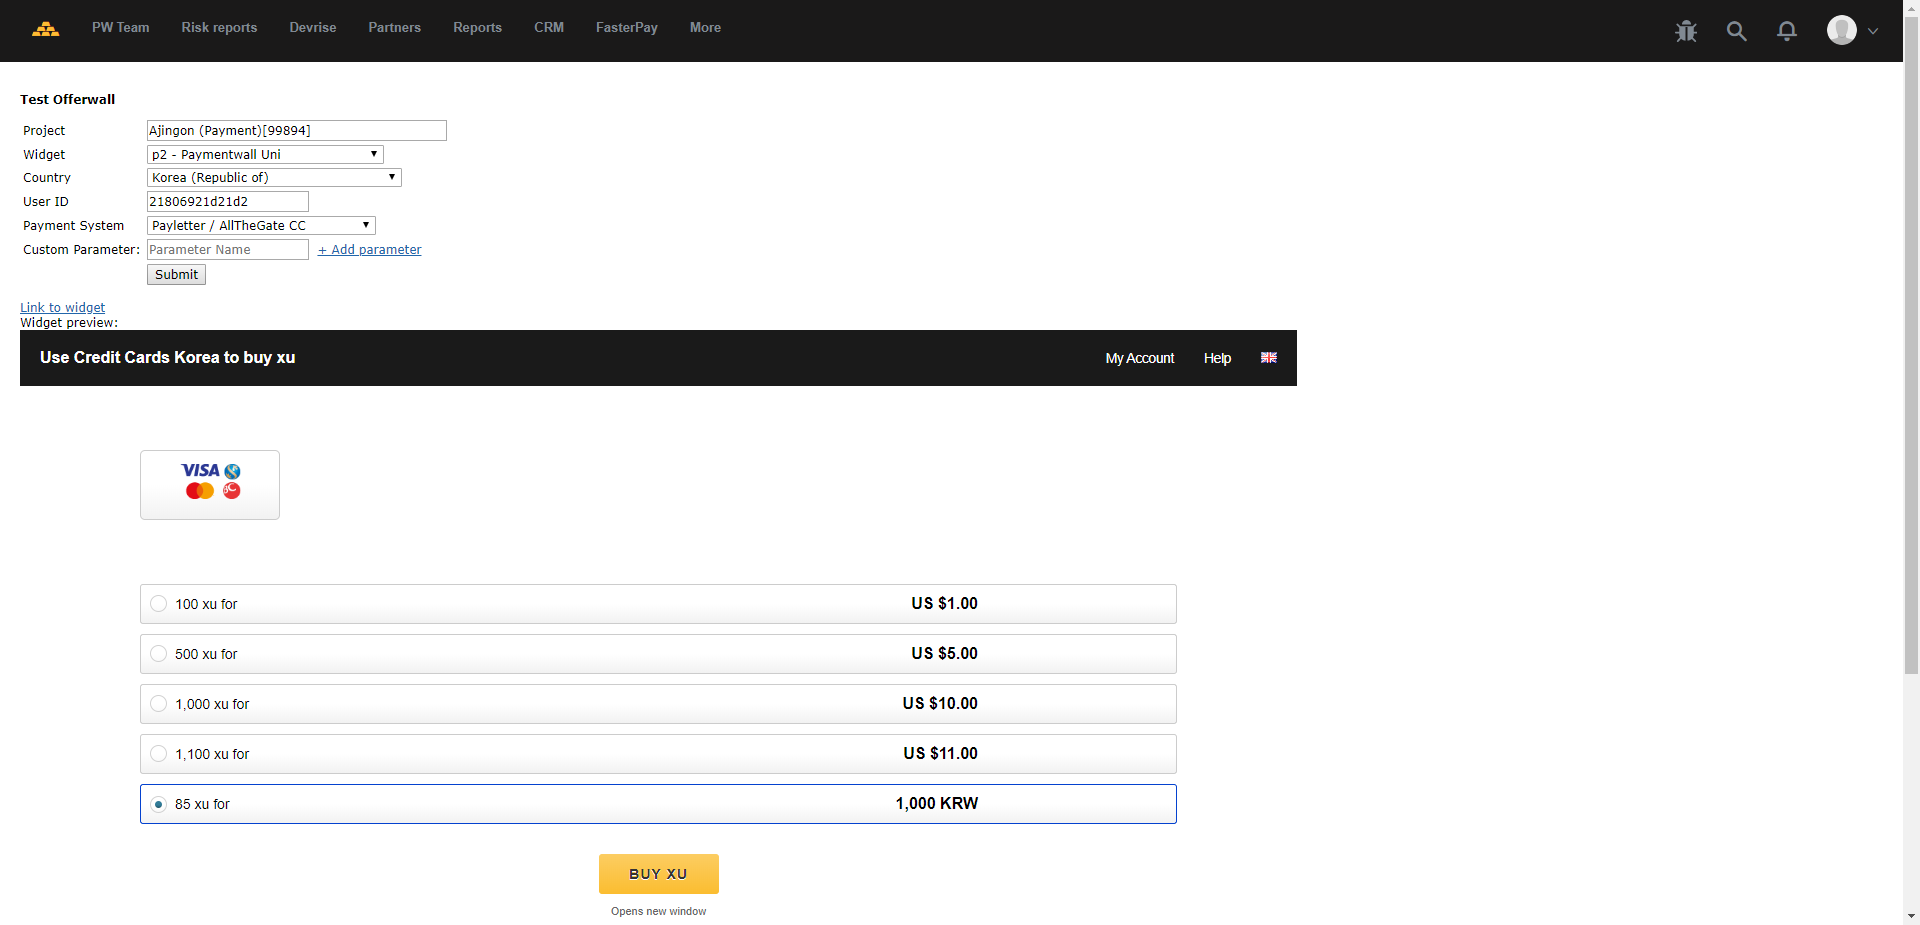 PW Team Risk reports Devrise Partners Reports CRM FasterPay More
Test Offerwall
Project Ajingon (Payment)[99894]
Widget p2 - Paymentwall Uni
Country Korea (Republic of)
User ID 21806921d21d2
Payment System Payletter / AllTheGate CC
Custom Parameter: Parameter Name + Add parameter
Submit
Link to widget
Widget preview:
Use Credit Cards Korea to buy xu My Account Help
VISA
BC
100 xu for US $1.00
500 xu for US $5.00
1,000 xu for US $10.00
1,100 xu for US $11.00
85 xu for 1,000 KRW
BUY XU
Opens new window